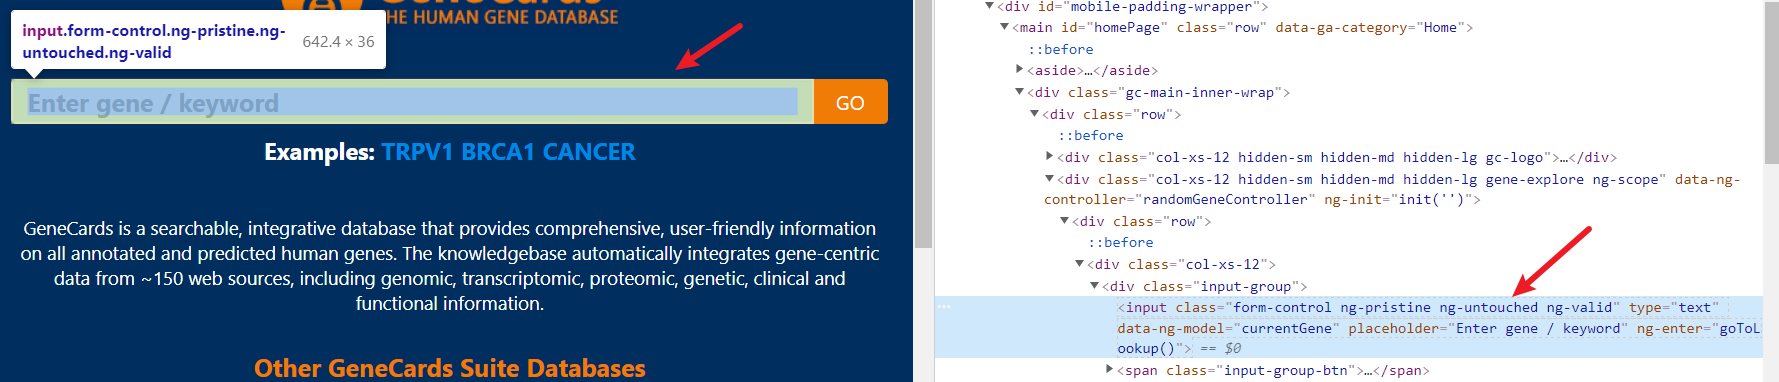 THE HUMAN GENE DATABASE
input.form-control.ng-pristine.ng-
untouched.ng-valid
642.4 × 36
Enter gene / keyword
GO
Examples: TRPV1 BRCA1 CANCER
GeneCards is a searchable, integrative database that provides comprehensive, user-friendly information
on all annotated and predicted human genes. The knowledgebase automatically integrates gene-centric
data from ~150 web sources, including genomic, transcriptomic, proteomic, genetic, clinical and
functional information.
Other GeneCards Suite Databases
<div id="mobile-padding-wrapper">
<main id="homePage" class="row" data-ga-category="Home">
::before
<aside>…</aside>
<div class="gc-main-inner-wrap">
<div class="row">
::before
<div class="col-xs-12 hidden-sm hidden-md hidden-lg gc-logo">…</div>
<div class="col-xs-12 hidden-sm hidden-md hidden-lg gene-explore ng-scope" data-ng-
controller="randomGeneController" ng-init="init('')">
<div class="row">
::before
<div class="col-xs-12">
<div class="input-group">
<input class="form-control ng-pristine ng-untouched ng-valid" type="text"
data-ng-model="currentGene" placeholder="Enter gene / keyword" ng-enter="goToL
ookup()"> == $0
<span class="input-group-btn">…</span>